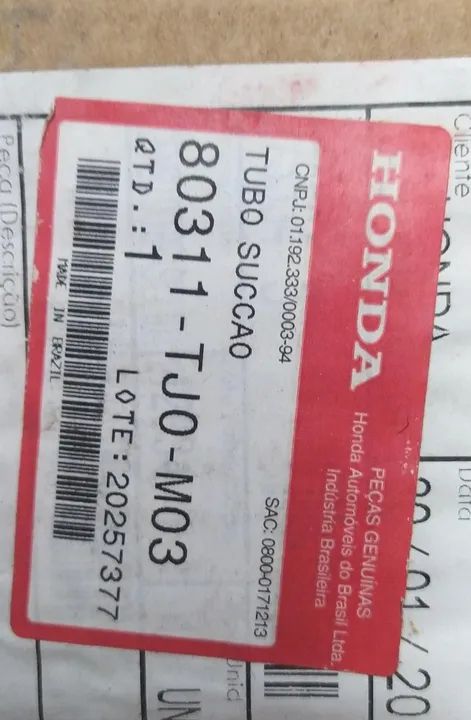 Cliente
Data
HONDA
PEÇAS GENUÍNAS
Honda Automóveis do Brasil Ltda.
Indústria Brasileira
CNPJ: 01.192.333/0003-94
SAC: 0800-0171213
TUBO SUCCAO
80311-TJ0-M03
QTD.: 1
LOTE: 20257377
MADE IN BRAZIL
Peça (Descrição)